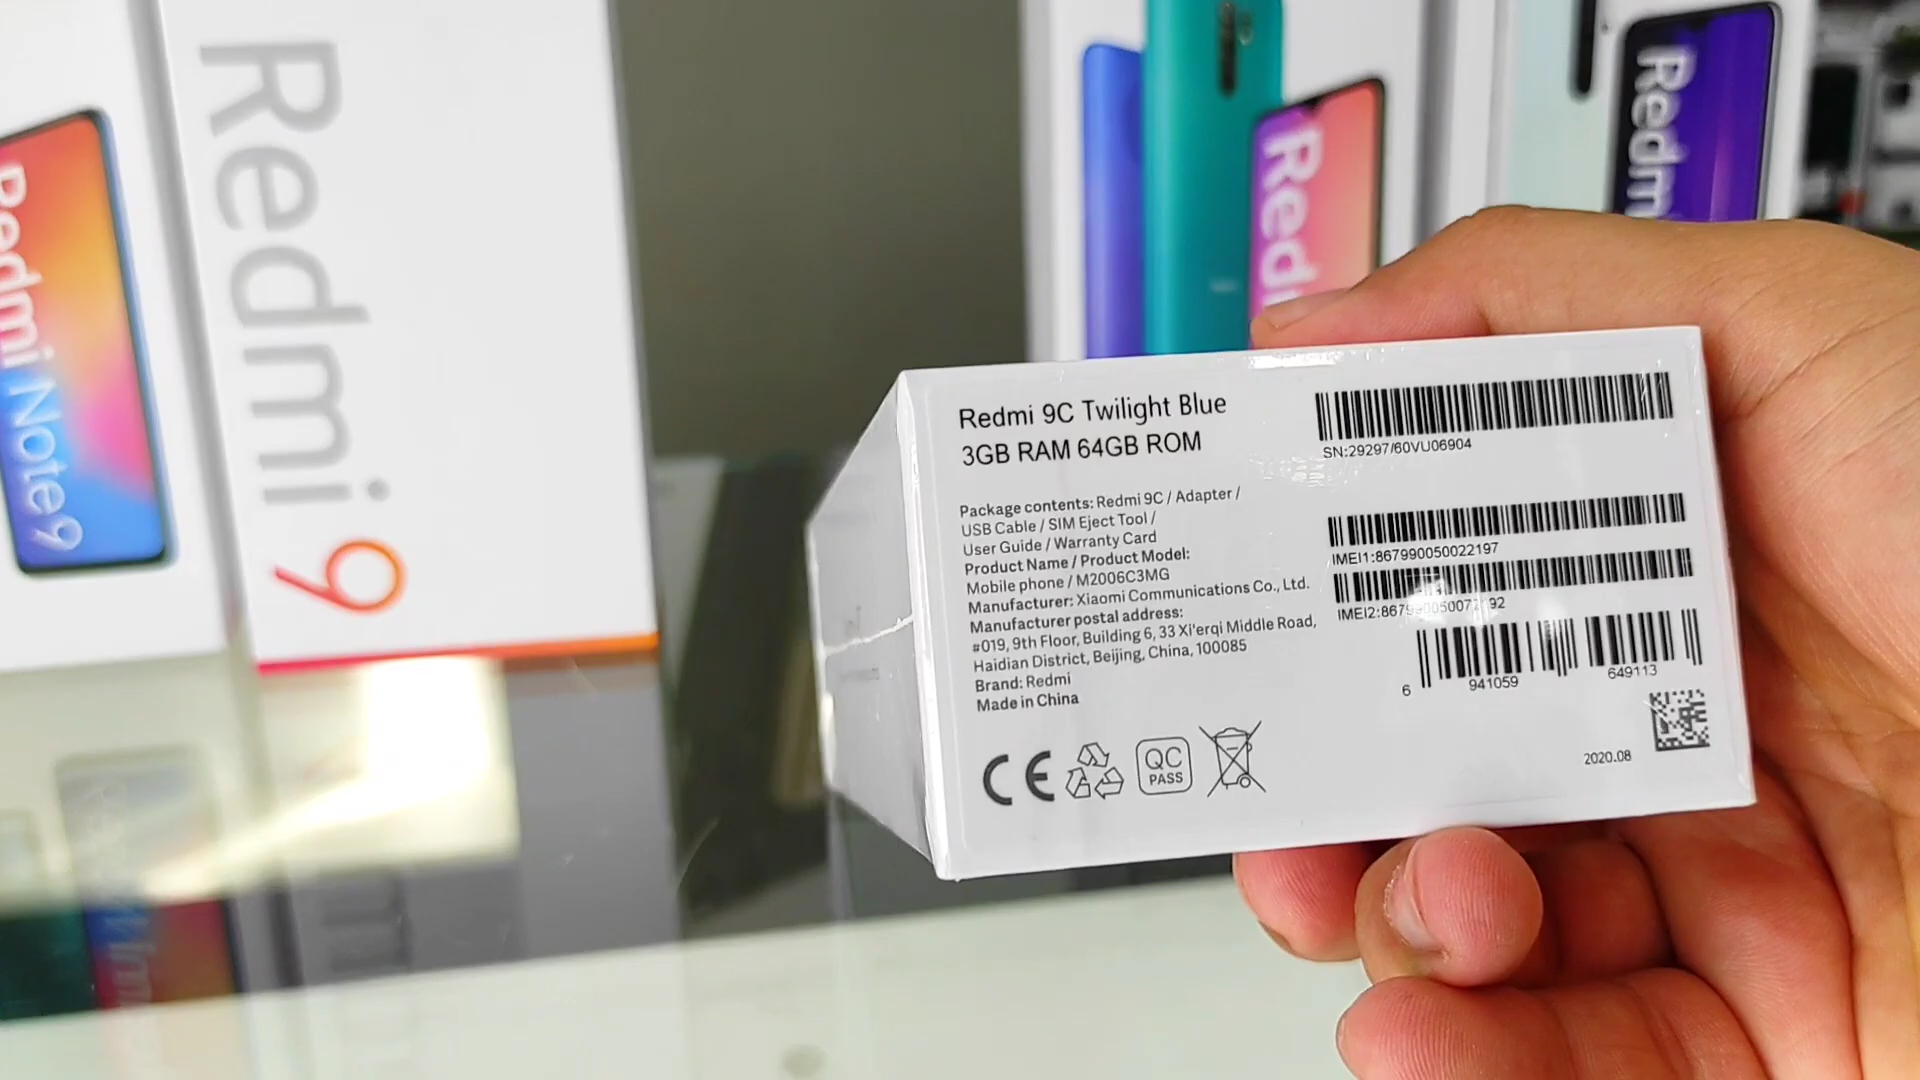 Redmi Note 9
Redmi 9
Redmi
Redmi 9C Twilight Blue
3GB RAM 64GB ROM
Package contents: Redmi 9C / Adapter /
USB Cable / SIM Eject Tool /
User Guide / Warranty Card
Product Name / Product Model:
Mobile phone / M2006C3MG
Manufacturer: Xiaomi Communications Co., Ltd.
Manufacturer postal address:
#019, 9th Floor, Building 6, 33 Xi'erqi Middle Road,
Haidian District, Beijing, China, 100085
Brand: Redmi
Made in China
CE
QC
PASS
SN:29297/60VU06904
IMEI1:867990050022197
6 941059 649113
2020.08